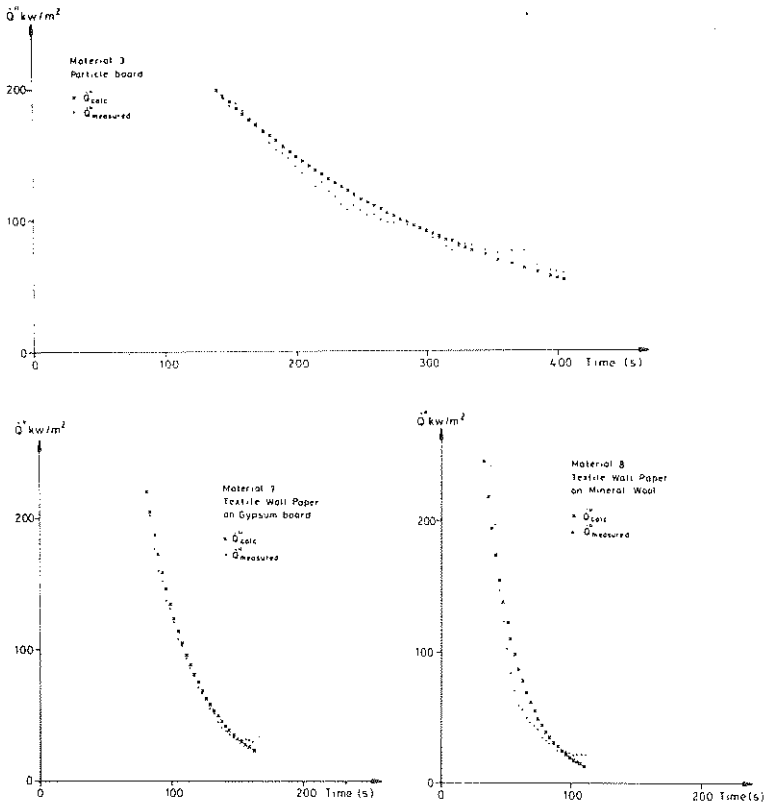 Q̇" kw/m²
Material 3
Particle board
× Q̇"calc
· Q̇"measured
200
100
0
0 100 200 300 400 Time (s)
Q̇" kw/m²
Material 7
Textile Wall Paper
on Gypsum board
× Q̇"calc
· Q̇"measured
200
100
0
0 100 200 Time (s)
Q̇" kw/m²
Material 8
Textile Wall Paper
on Mineral Wool
× Q̇"calc
· Q̇"measured
200
100
0
0 100 200 Time (s)